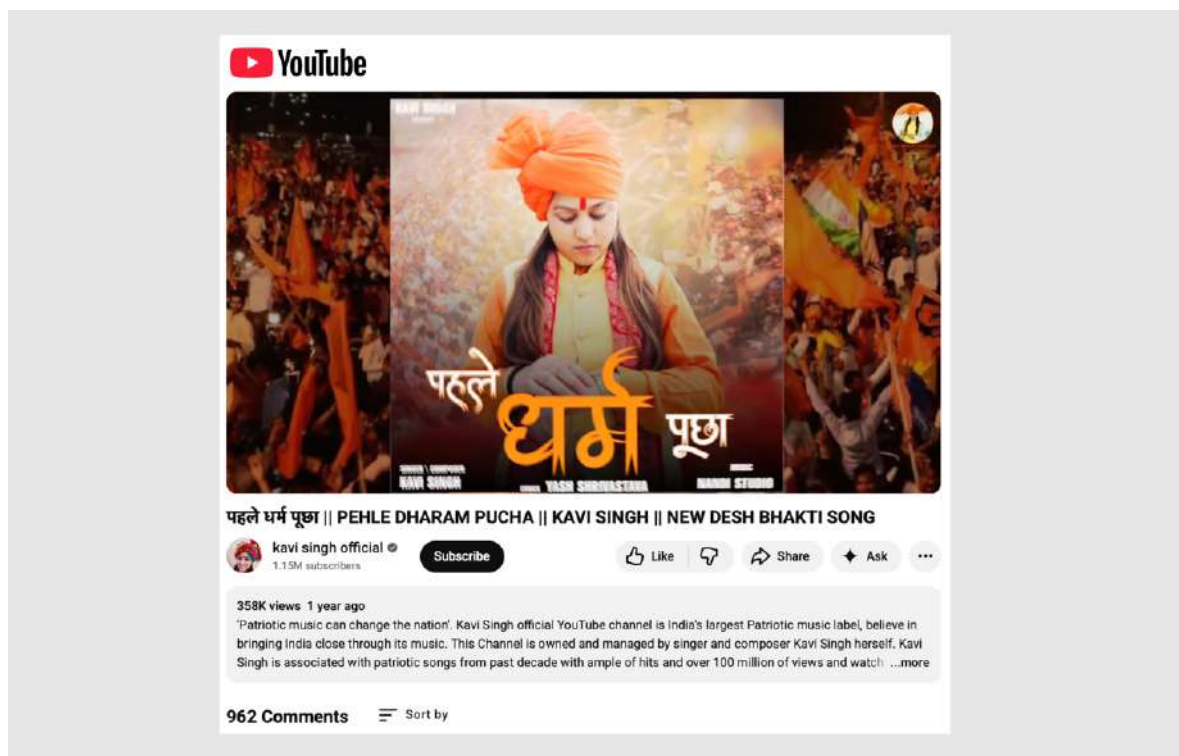 YouTube
KAVI SINGH
पहले
धर्म
पूछा
SINGER \ COMPOSER
KAVI SINGH
YASH SHRIVASTAVA
MUSIC
NANDI STUDIO
पहले धर्म पूछा || PEHLE DHARAM PUCHA || KAVI SINGH || NEW DESH BHAKTI SONG
kavi singh official
1.15M subscribers
Subscribe
Like
Share
Ask
358K views 1 year ago
'Patriotic music can change the nation'. Kavi Singh official YouTube channel is India's largest Patriotic music label, believe in
bringing India close through its music. This Channel is owned and managed by singer and composer Kavi Singh herself. Kavi
Singh is associated with patriotic songs from past decade with ample of hits and over 100 million of views and watch ...more
962 Comments
Sort by